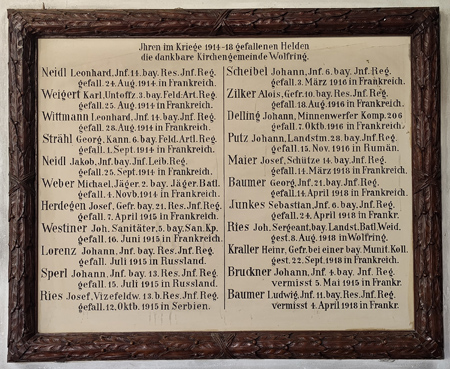 Ihren im Kriege 1914-18 gefallenen Helden
die dankbare Kirchengemeinde Wolfring.
Neidl Leonhard, Jnf. 14. bay. Res. Jnf. Reg.
gefall. 24. Aug. 1914 in Frankreich.
Weigert Karl, Untoffz. 3. bay. Feld. Art. Reg.
gefall. 25. Aug. 1914 in Frankreich.
Wittmann Leonhard, Jnf. 14. bay. Jnf. Reg.
gefall. 28. Aug. 1914 in Frankreich.
Strähl Georg, Kann. 6. bay. Feld. Artl. Reg.
gefall. 1. Sept. 1914 in Frankreich.
Neidl Jakob, Jnf. bay. Jnf. Leib. Reg.
gefall. 25. Sept. 1914 in Frankreich.
Weber Michael, Jäger 2. bay. Jäger. Batl.
gefall. 4. Novb. 1914 in Frankreich.
Herdegen Josef, Gefr. bay. 21. Res. Jnf. Reg.
gefall. 7. April 1915 in Frankreich.
Westiner Joh. Sanitäter, 5. bay. San. Kp.
gefall. 16. Juni 1915 in Frankreich.
Lorenz Johann, Jnf. bay. Res. Jnf. Reg.
gefall. Juli 1915 in Russland.
Sperl Johann, Jnf. bay. 13. Res. Jnf. Reg.
gefall. 15. Juli 1915 in Russland.
Ries Josef, Vizefeldw. 13. b. Res. Jnf. Reg.
gefall. 12. Oktb. 1915 in Serbien.
Scheibel Johann, Jnf. 6. bay. Jnf. Reg.
gefall. 3. März 1916 in Frankreich.
Zilker Alois, Gefr. 10. bay. Res. Jnf. Reg.
gefall. 18. Aug. 1916 in Frankreich.
Delling Johann, Minnenwerfer Komp. 206
gefall. 7. Oktb. 1916 in Frankreich.
Putz Johann, Landstm. 28. bay. Jnf. Reg.
gefall. 15. Nov. 1916 in Rumän.
Maier Josef, Schütze 14. bay. Jnf. Reg.
gefall. 14. März 1918 in Frankreich.
Baumer Georg, Jnf. 21. bay. Jnf. Reg.
gefall. 14. April 1918 in Frankreich.
Junkes Sebastian, Jnf. 6. bay. Jnf. Reg.
gefall. 24. April 1918 in Frankr.
Ries Joh. Sergeant, bay. Landst. Batl. Weid.
gest. 8. Aug. 1918 in Wolfring.
Kraller Heinr, Gefr. bei einer bay. Munit. Koll.
gest. 22. Sept. 1918 in Frankreich.
Bruckner Johann, Jnf. 4. bay. Jnf. Reg.
vermisst 5. Mai 1915 in Frankr.
Baumer Ludwig, Jnf. 11. bay. Res. Jnf. Reg.
vermisst 4. April 1918 in Frankr.